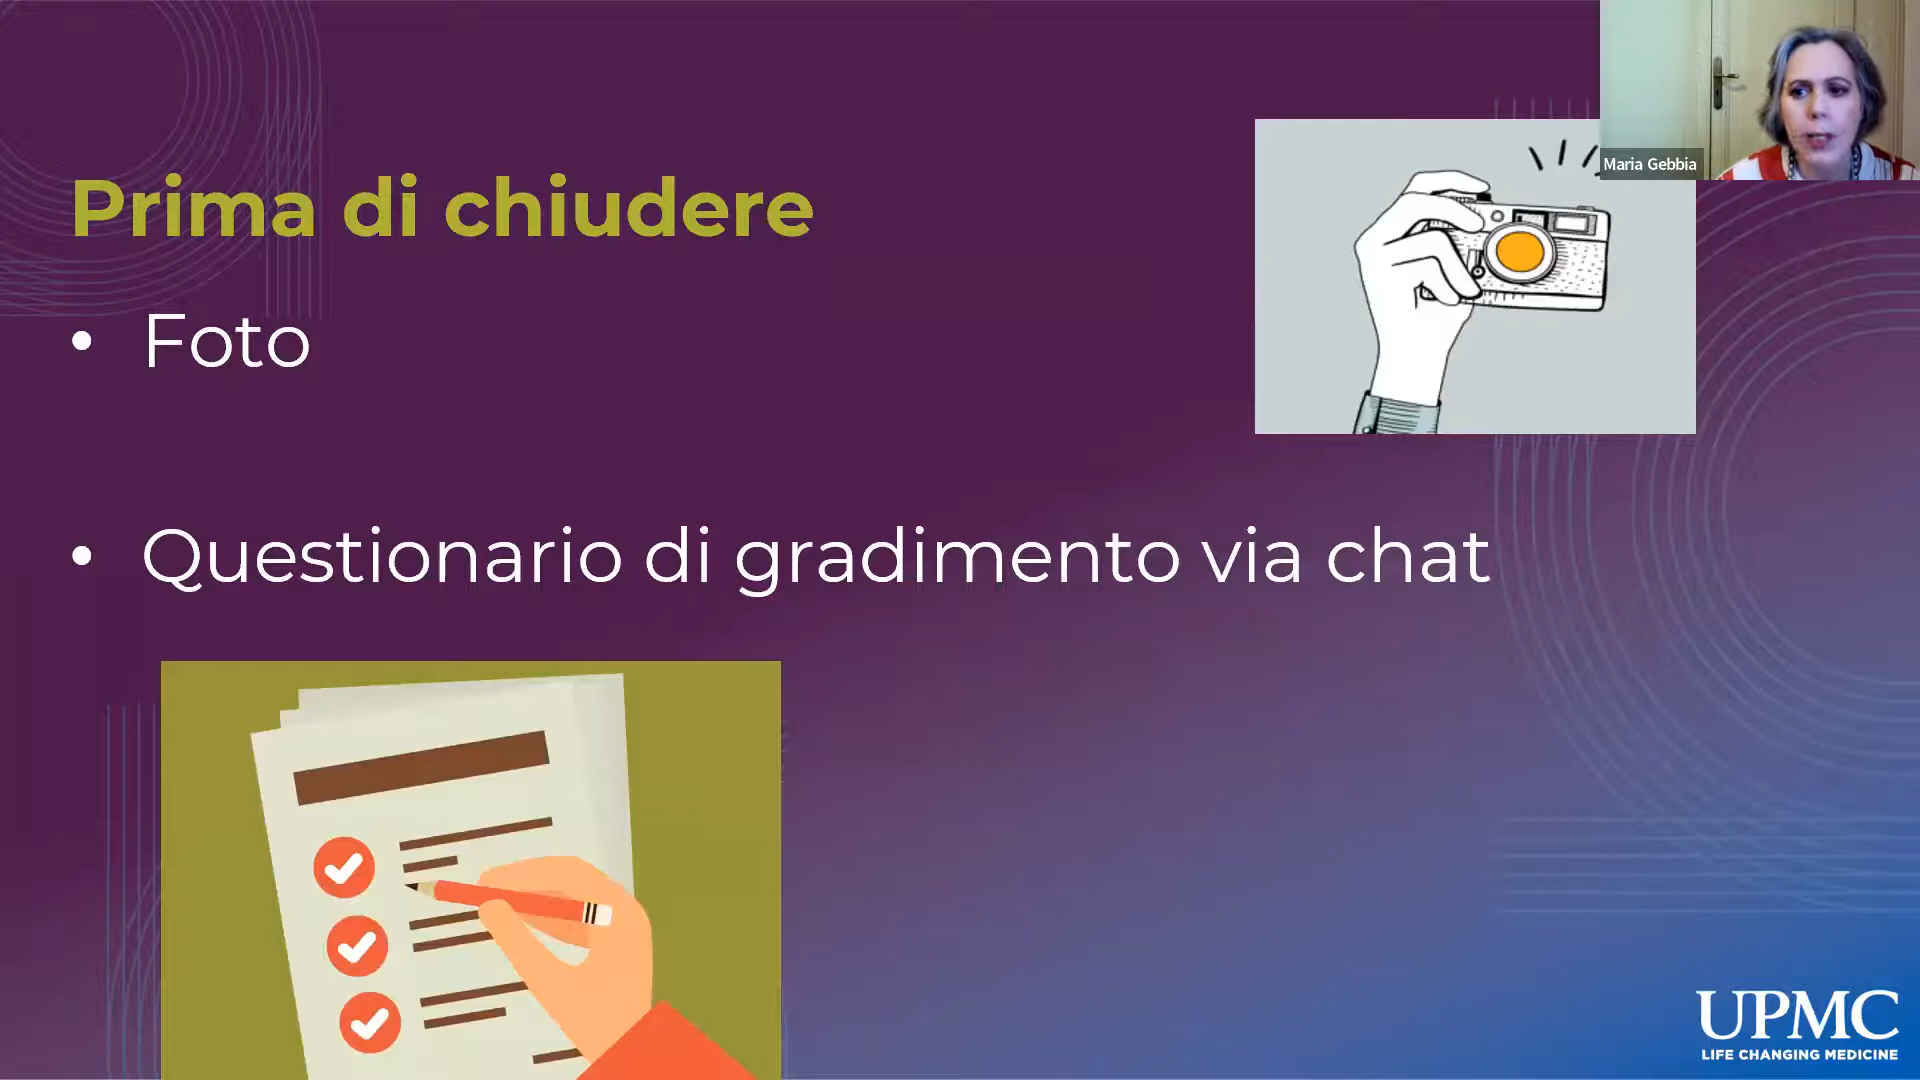 Maria Gebbia
Prima di chiudere
• Foto
• Questionario di gradimento via chat
UPMC
LIFE CHANGING MEDICINE